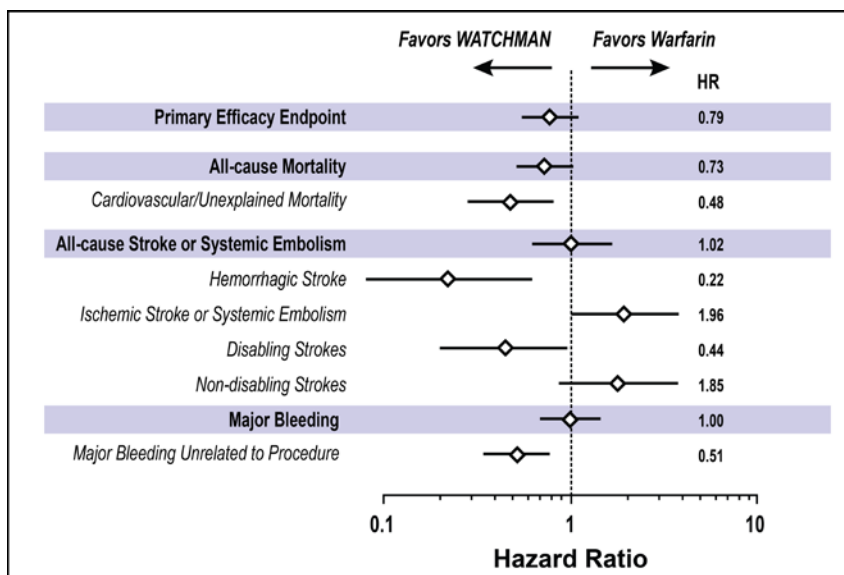 Favors WATCHMAN Favors Warfarin
HR
Primary Efficacy Endpoint 0.79
All-cause Mortality 0.73
Cardiovascular/Unexplained Mortality 0.48
All-cause Stroke or Systemic Embolism 1.02
Hemorrhagic Stroke 0.22
Ischemic Stroke or Systemic Embolism 1.96
Disabling Strokes 0.44
Non-disabling Strokes 1.85
Major Bleeding 1.00
Major Bleeding Unrelated to Procedure 0.51
0.1 1 10
Hazard Ratio